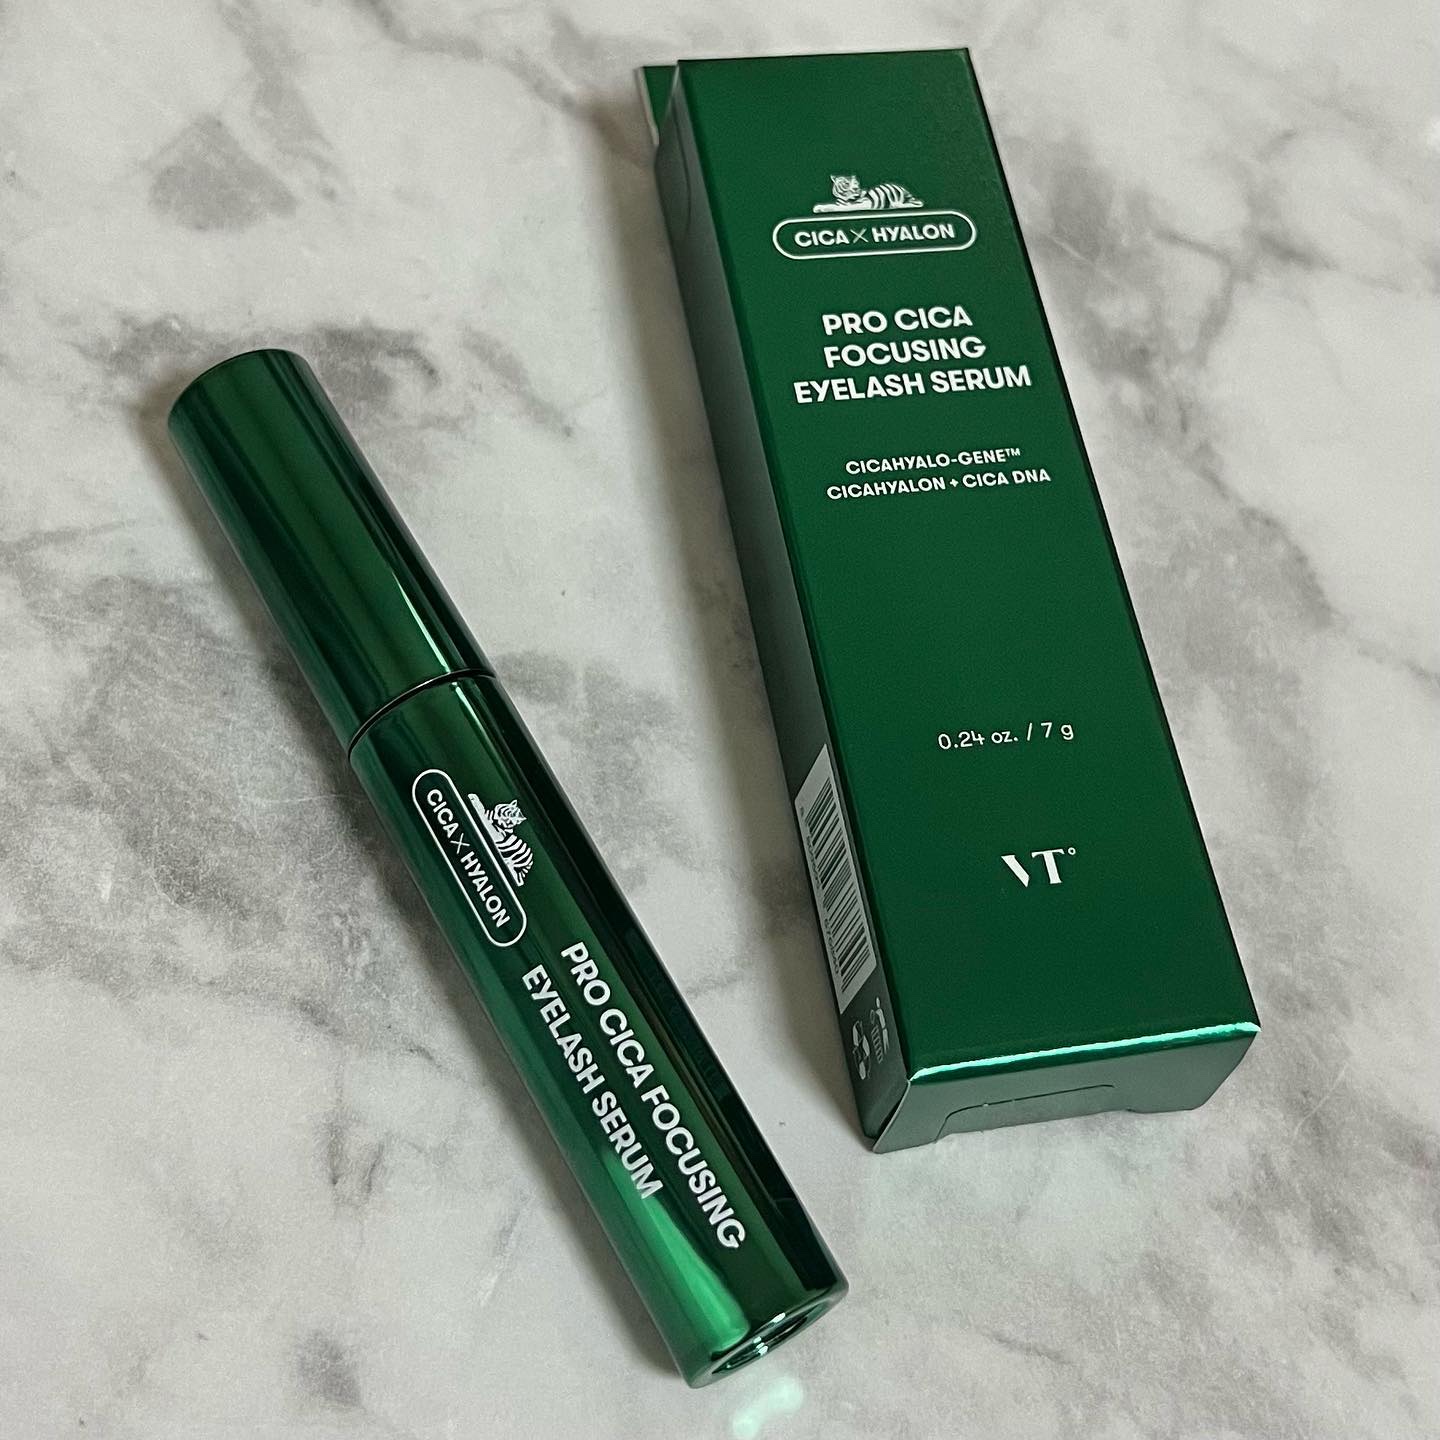 CICA X HYALON
PRO CICA
FOCUSING
EYELASH SERUM
CICAHYALO-GENE™
CICAHYALON + CICA DNA
0.24 oz. / 7 g
VT°
CICA X HYALON
PRO CICA FOCUSING
EYELASH SERUM